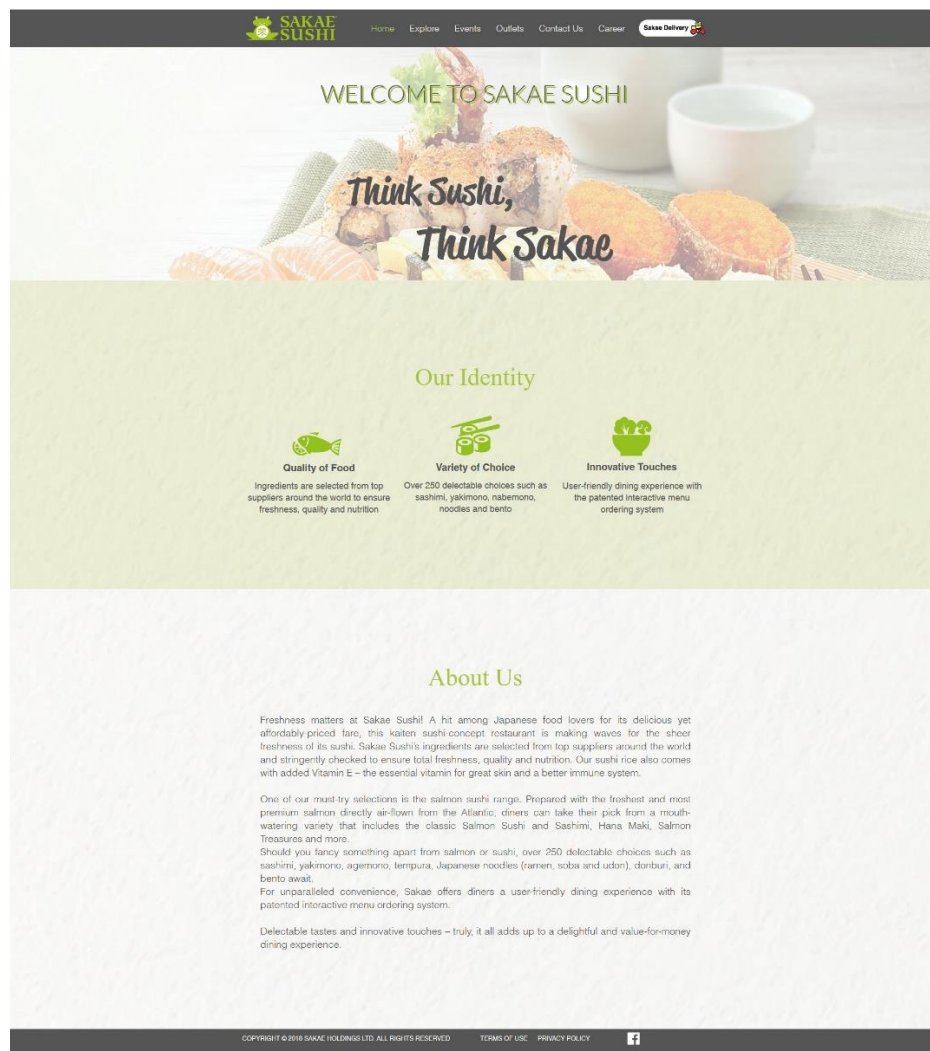 SAKAE
SUSHI
Home Explore Events Outlets Contact Us Career Sakae Delivery
WELCOME TO SAKAE SUSHI
Think Sushi,
Think Sakae
Our Identity
Quality of Food
Ingredients are selected from top
suppliers around the world to ensure
freshness, quality and nutrition
Variety of Choice
Over 250 delectable choices such as
sashimi, yakimono, nabemono,
noodles and bento
Innovative Touches
User-friendly dining experience with
the patented interactive menu
ordering system
About Us
Freshness matters at Sakae Sushi! A hit among Japanese food lovers for its delicious yet
affordably-priced fare, this kaiten sushi-concept restaurant is making waves for the sheer
freshness of its sushi. Sakae Sushi's ingredients are selected from top suppliers around the world
and stringently checked to ensure total freshness, quality and nutrition. Our sushi rice also comes
with added Vitamin E – the essential vitamin for great skin and a better immune system.
One of our must-try selections is the salmon sushi range. Prepared with the freshest and most
premium salmon directly air-flown from the Atlantic, diners can take their pick from a mouth-
watering variety that includes the classic Salmon Sushi and Sashimi, Hana Maki, Salmon
Treasures and more.
Should you fancy something apart from salmon or sushi, over 250 delectable choices such as
sashimi, yakimono, agemono, tempura, Japanese noodles (ramen, soba and udon), donburi, and
bento await.
For unparalleled convenience, Sakae offers diners a user-friendly dining experience with its
patented interactive menu ordering system.
Delectable tastes and innovative touches – truly, it all adds up to a delightful and value-for-money
dining experience.
COPYRIGHT © 2018 SAKAE HOLDINGS LTD. ALL RIGHTS RESERVED TERMS OF USE PRIVACY POLICY